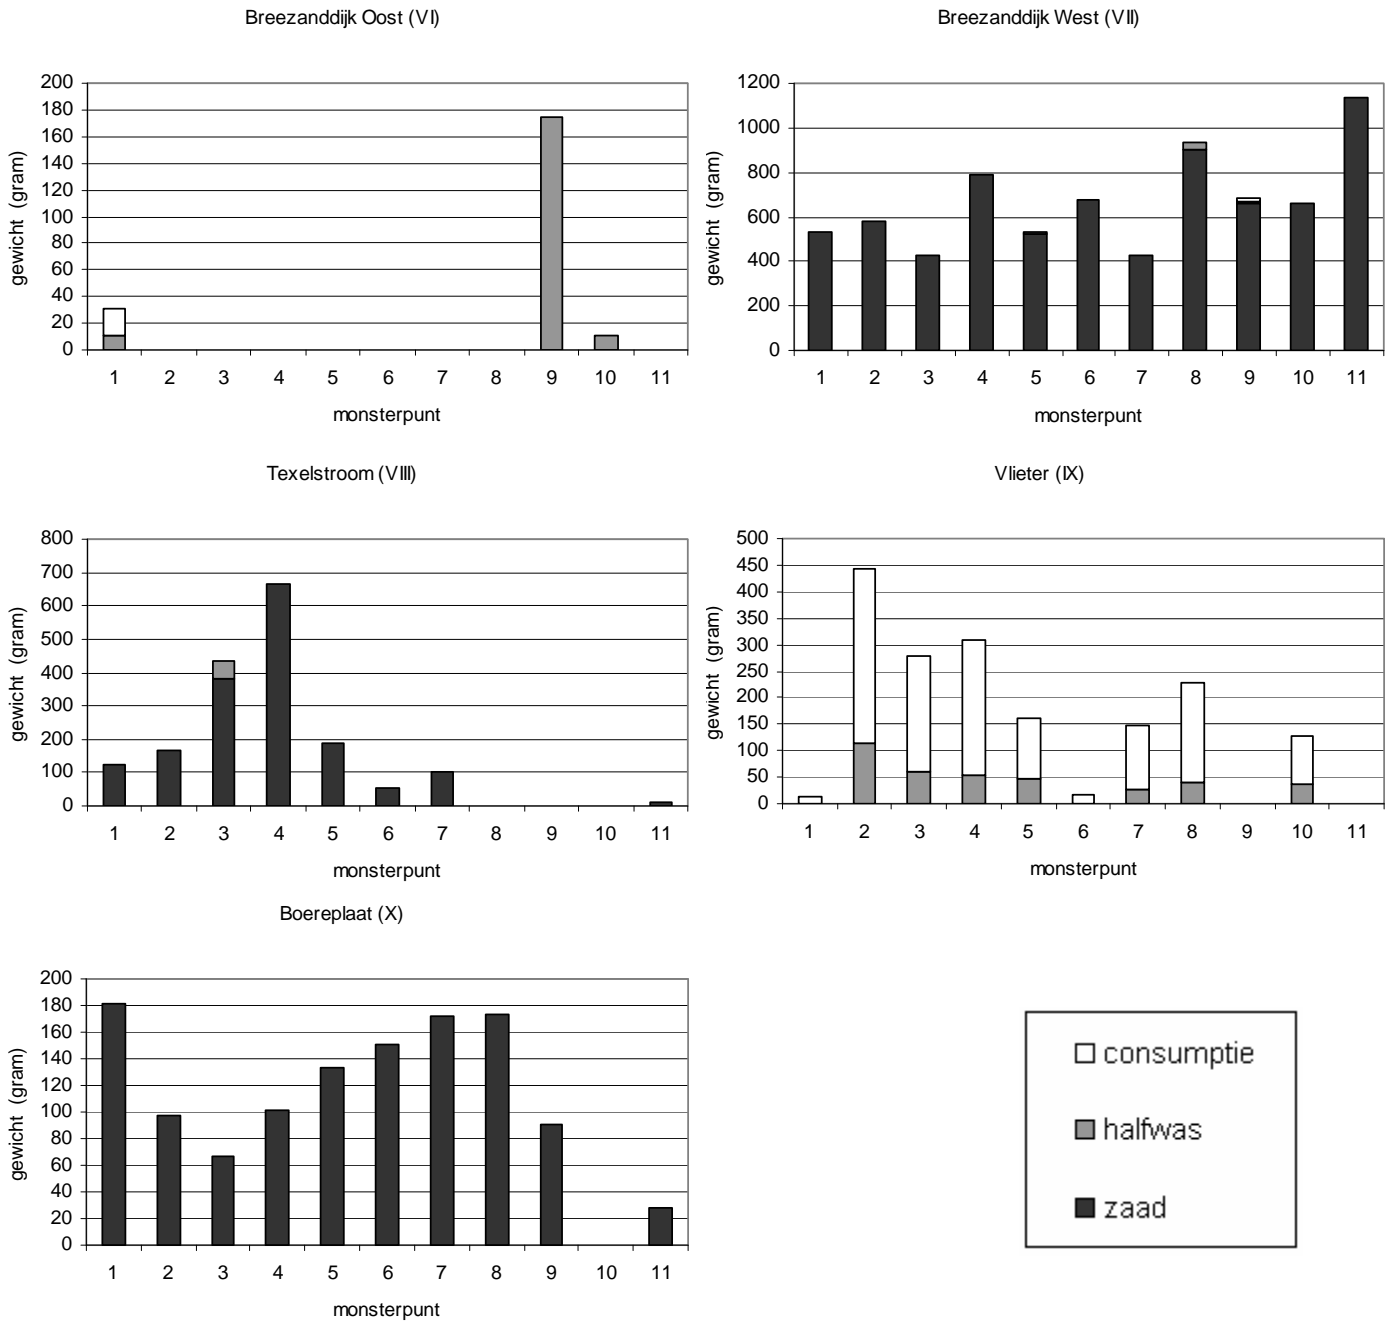 Breezanddijk Oost (VI)
200
180
160
140
120
100
80
60
40
20
0
gewicht (gram)
1 2 3 4 5 6 7 8 9 10 11
monsterpunt
Breezanddijk West (VII)
1200
1000
800
600
400
200
0
gewicht (gram)
1 2 3 4 5 6 7 8 9 10 11
monsterpunt
Texelstroom (VIII)
800
700
600
500
400
300
200
100
0
gewicht (gram)
1 2 3 4 5 6 7 8 9 10 11
monsterpunt
Vlieter (IX)
500
450
400
350
300
250
200
150
100
50
0
gewicht (gram)
1 2 3 4 5 6 7 8 9 10 11
monsterpunt
Boereplaat (X)
200
180
160
140
120
100
80
60
40
20
0
gewicht (gram)
1 2 3 4 5 6 7 8 9 10 11
monsterpunt
consumptie
halfwas
zaad